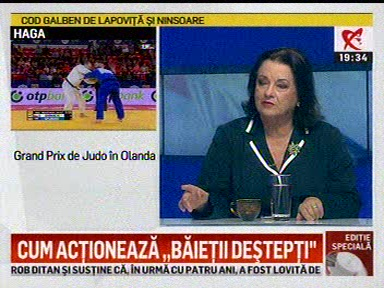 COD GALBEN DE LAPOVIȚĂ ȘI NINSOARE
HAGA
19:34
otpbank
Grand Prix de Judo în Olanda
CUM ACȚIONEAZĂ „BĂIEȚII DEȘTEPȚI"
EDIȚIE
SPECIALĂ
ROB DITAN ȘI SUSȚINE CĂ, ÎN URMĂ CU PATRU ANI, A FOST LOVITĂ DE